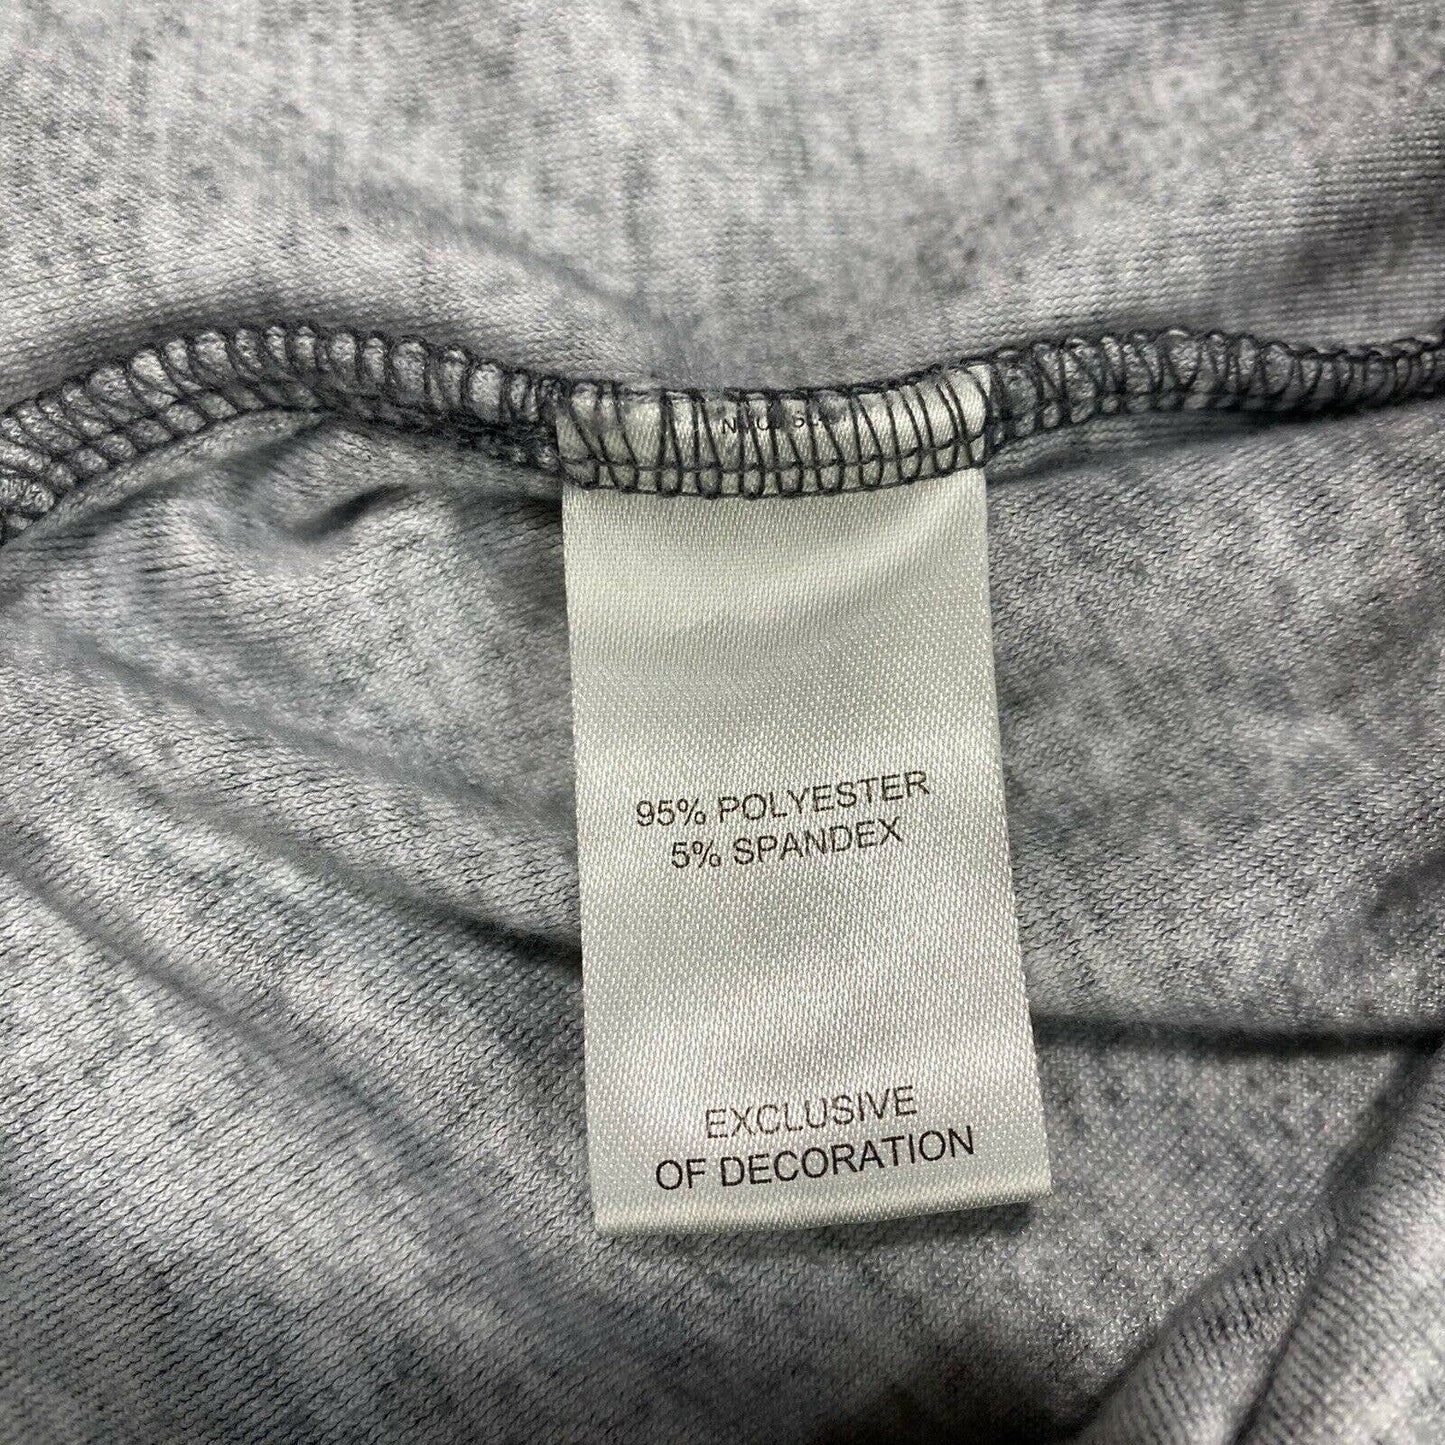 95% POLYESTER
5% SPANDEX
EXCLUSIVE
OF DECORATION